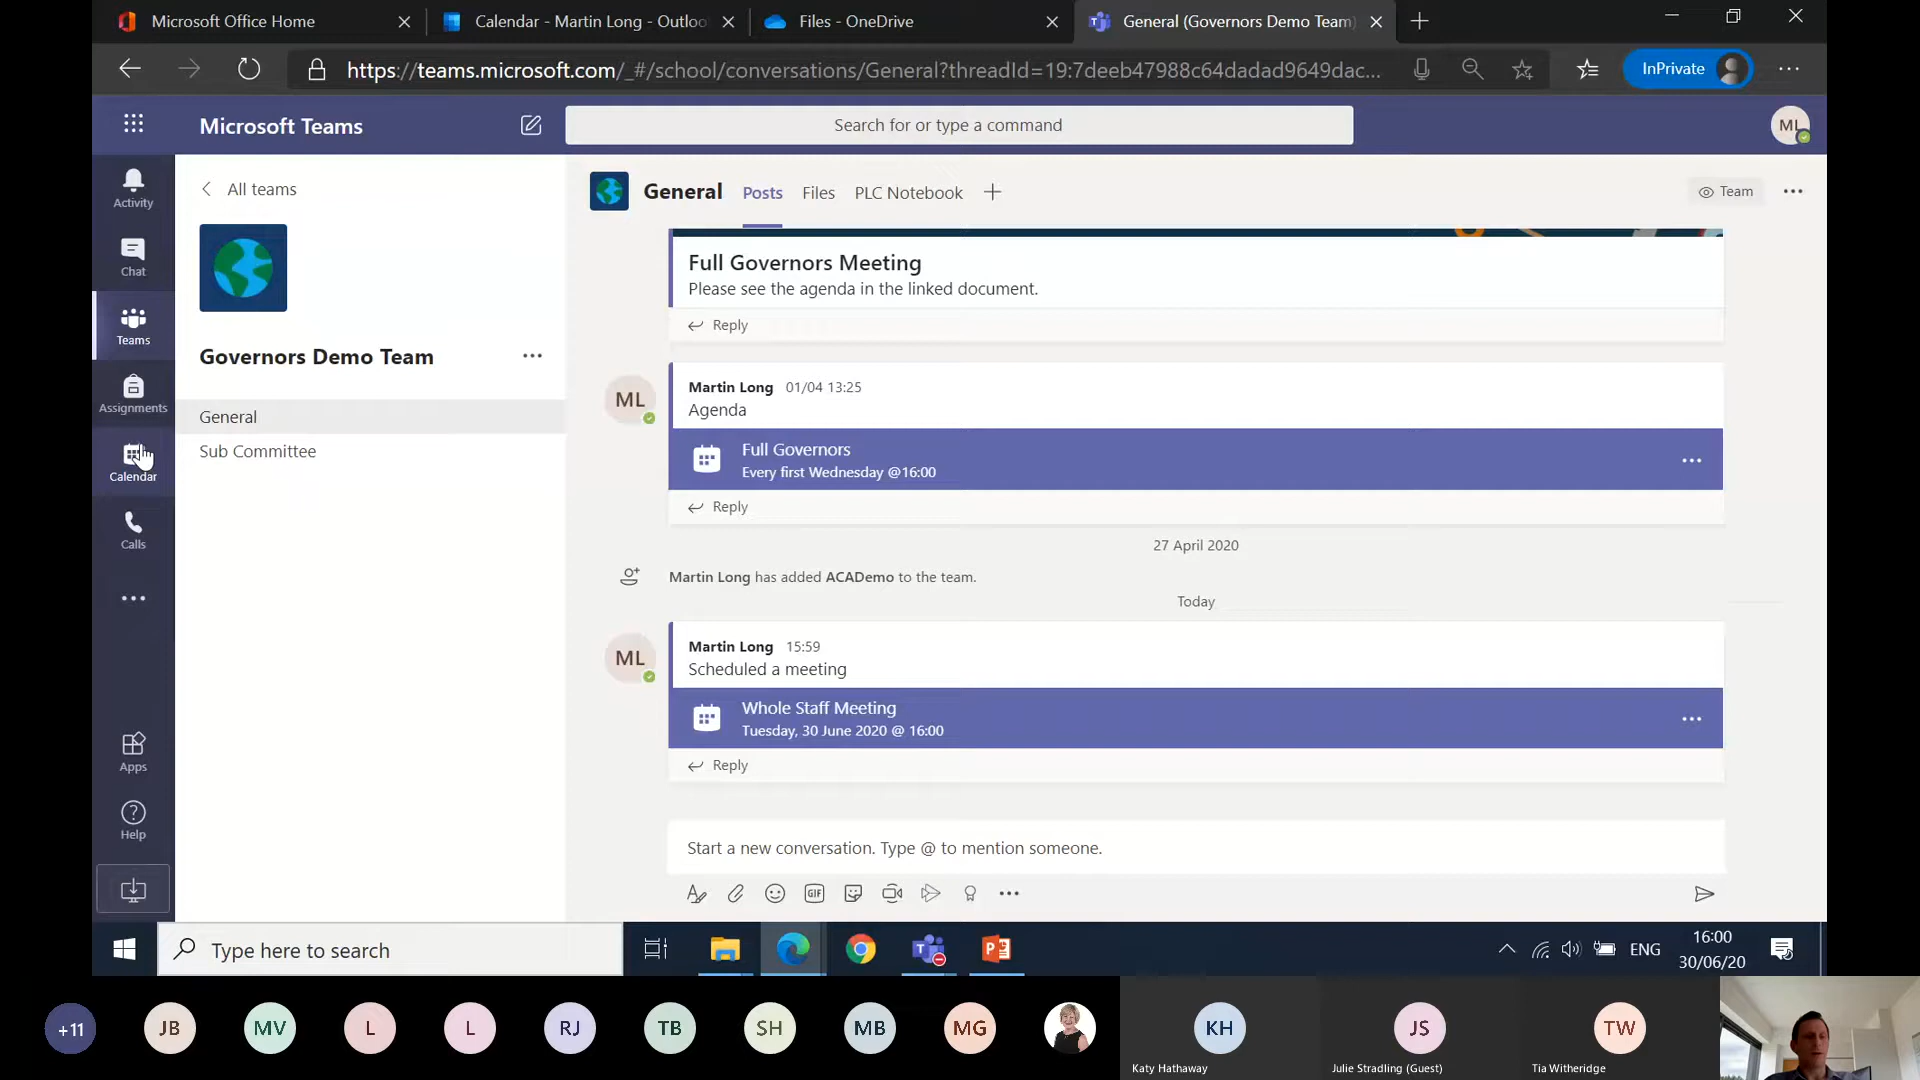 Microsoft Office Home
Calendar - Martin Long - Outloo
Files - OneDrive
General (Governors Demo Team)
https://teams.microsoft.com/_#/school/conversations/General?threadId=19:7deeb47988c64dadad9649dac...
InPrivate
Microsoft Teams
Search for or type a command
ML
Activity
Chat
Teams
Assignments
Calendar
Calls
Apps
Help
All teams
Governors Demo Team
General
Sub Committee
General
Posts
Files
PLC Notebook
Team
Full Governors Meeting
Please see the agenda in the linked document.
Reply
ML
Martin Long 01/04 13:25
Agenda
Full Governors
Every first Wednesday @16:00
Reply
27 April 2020
Martin Long has added ACADemo to the team.
Today
ML
Martin Long 15:59
Scheduled a meeting
Whole Staff Meeting
Tuesday, 30 June 2020 @ 16:00
Reply
Start a new conversation. Type @ to mention someone.
GIF
Type here to search
ENG
16:00
30/06/20
+11
JB
MV
L
L
RJ
TB
SH
MB
MG
KH
Katy Hathaway
JS
Julie Stradling (Guest)
TW
Tia Witheridge